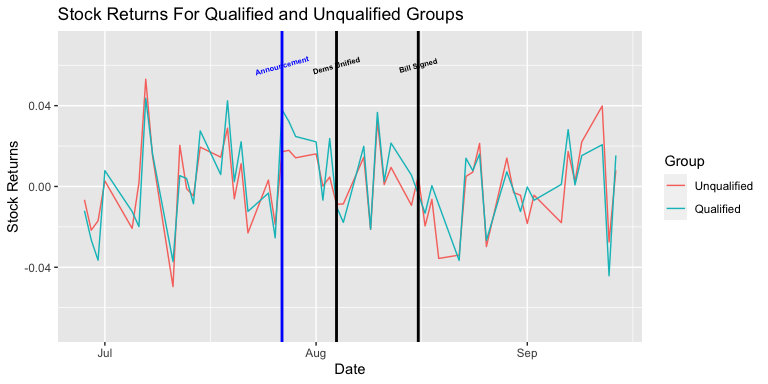 Stock Returns For Qualified and Unqualified Groups
Announcement
Dems Unified
Bill Signed
0.04
0.00
-0.04
Stock Returns
Jul
Aug
Sep
Date
Group
Unqualified
Qualified